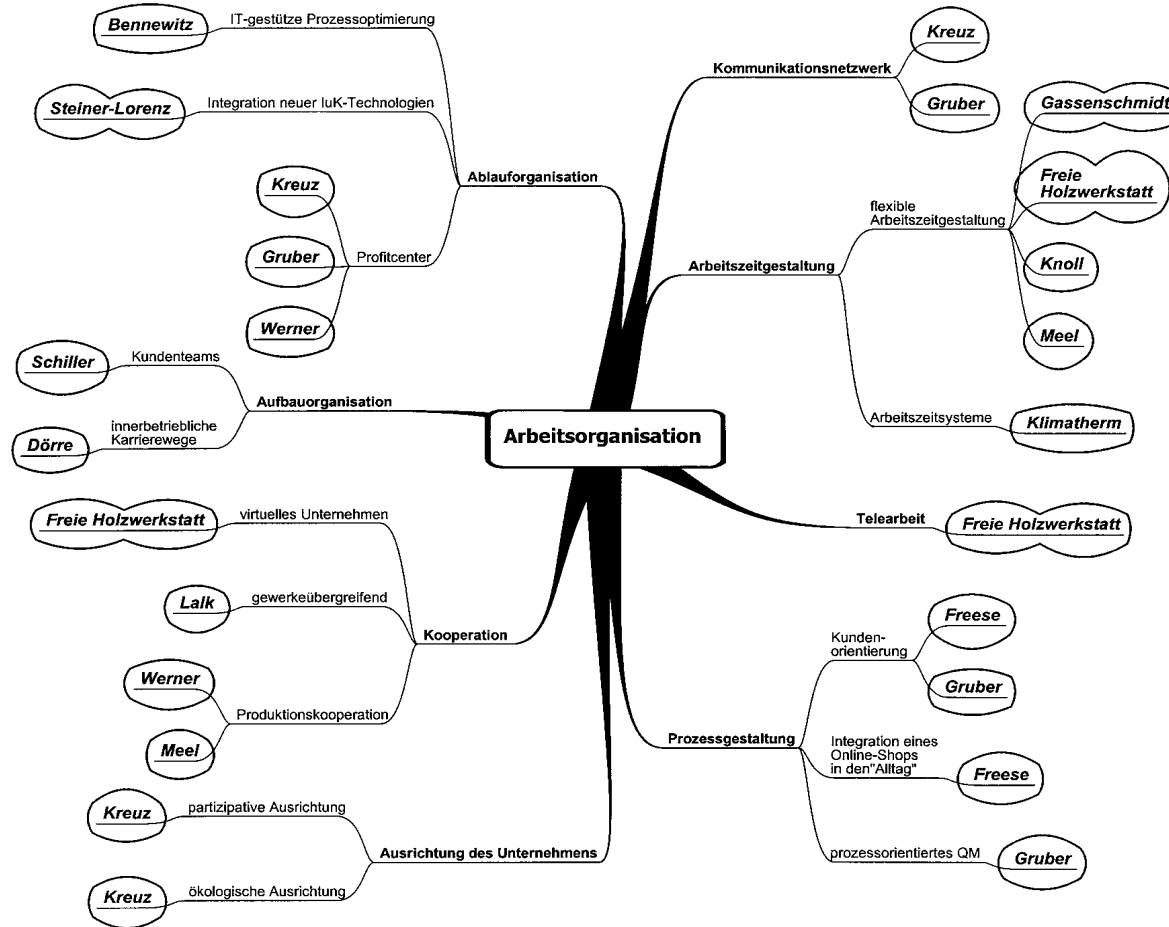 Bennewitz
IT-gestütze Prozessoptimierung
Steiner-Lorenz
Integration neuer IuK-Technologien
Ablauforganisation
Kreuz
Gruber
Profitcenter
Werner
Schiller
Kundenteams
Aufbauorganisation
Dörre
innerbetriebliche
Karrierewege
Arbeitsorganisation
Freie Holzwerkstatt
virtuelles Unternehmen
Lalk
gewerkeübergreifend
Kooperation
Werner
Produktionskooperation
Meel
Kreuz
partizipative Ausrichtung
Ausrichtung des Unternehmens
Kreuz
ökologische Ausrichtung
Kommunikationsnetzwerk
Kreuz
Gruber
Arbeitszeitgestaltung
flexible
Arbeitszeitgestaltung
Gassenschmidt
Freie
Holzwerkstatt
Knoll
Meel
Arbeitszeitsysteme
Klimatherm
Telearbeit
Freie Holzwerkstatt
Prozessgestaltung
Kunden-
orientierung
Freese
Gruber
Integration eines
Online-Shops
in den"Alltag"
Freese
prozessorientiertes QM
Gruber